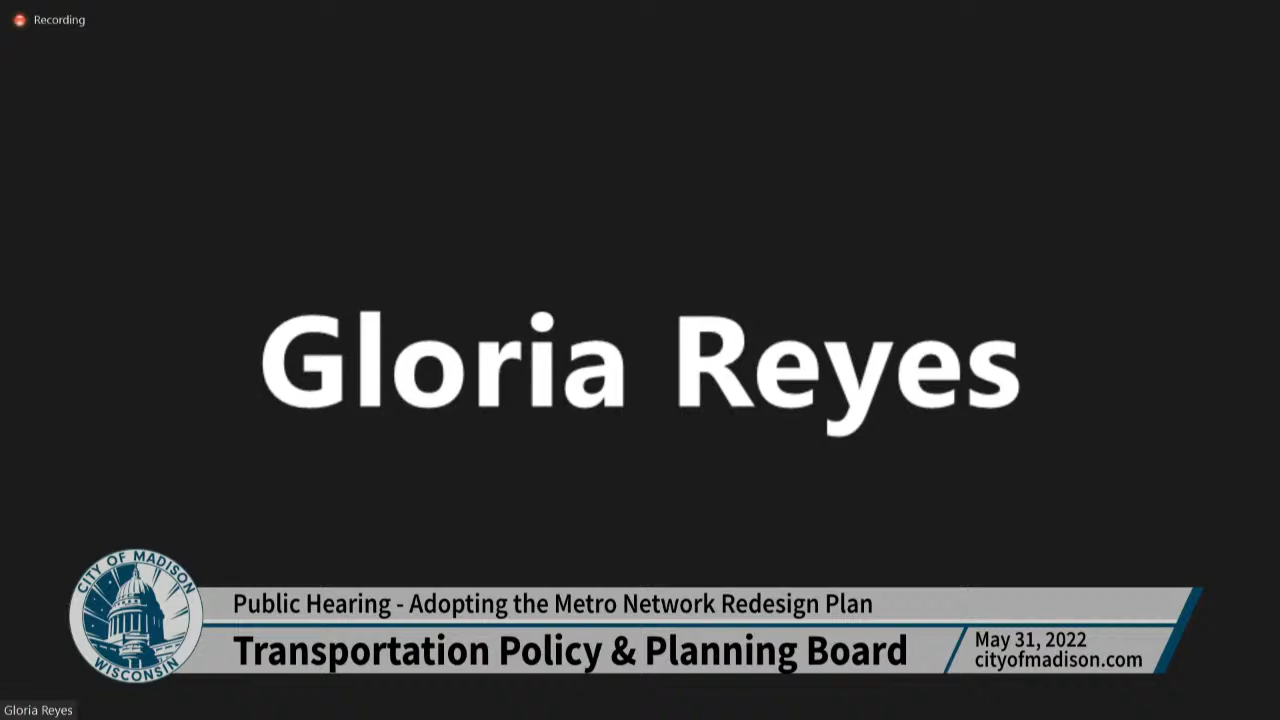 Recording
Gloria Reyes
CITY OF MADISON
WISCONSIN
Public Hearing - Adopting the Metro Network Redesign Plan
Transportation Policy & Planning Board
May 31, 2022
cityofmadison.com
Gloria Reyes